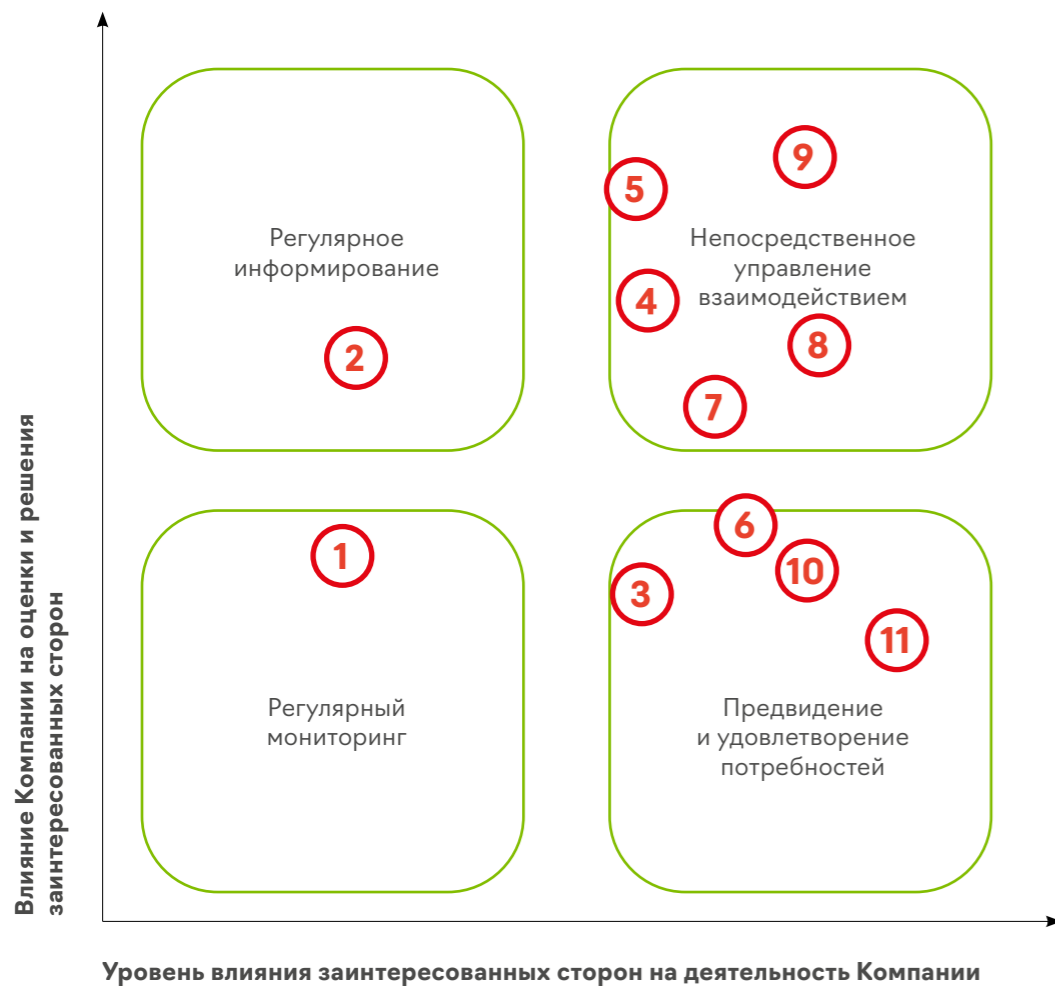 9
5
Регулярное
информирование
Непосредственное
управление
взаимодействием
4
8
2
7
6
1
10
3
11
Регулярный
мониторинг
Предвидение
и удовлетворение
потребностей
Влияние Компании на оценки и решения
заинтересованных сторон
Уровень влияния заинтересованных сторон на деятельность Компании